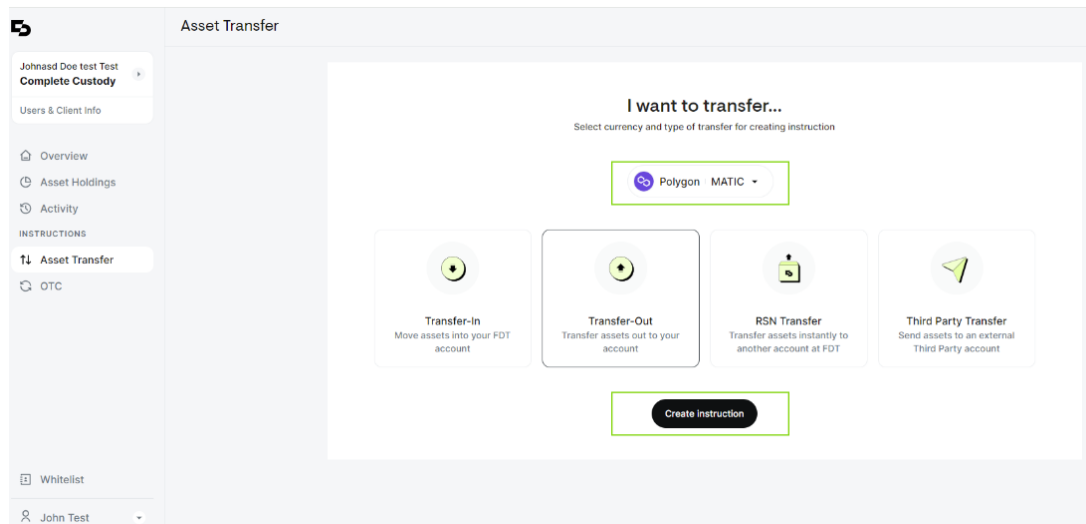 Asset Transfer
Johnasd Doe test Test
Complete Custody
Users & Client Info
Overview
Asset Holdings
Activity
INSTRUCTIONS
Asset Transfer
OTC
Whitelist
John Test
I want to transfer...
Select currency and type of transfer for creating instruction
Polygon MATIC
Transfer-In
Move assets into your FDT
account
Transfer-Out
Transfer assets out to your
account
RSN Transfer
Transfer assets instantly to
another account at FDT
Third Party Transfer
Send assets to an external
Third Party account
Create instruction